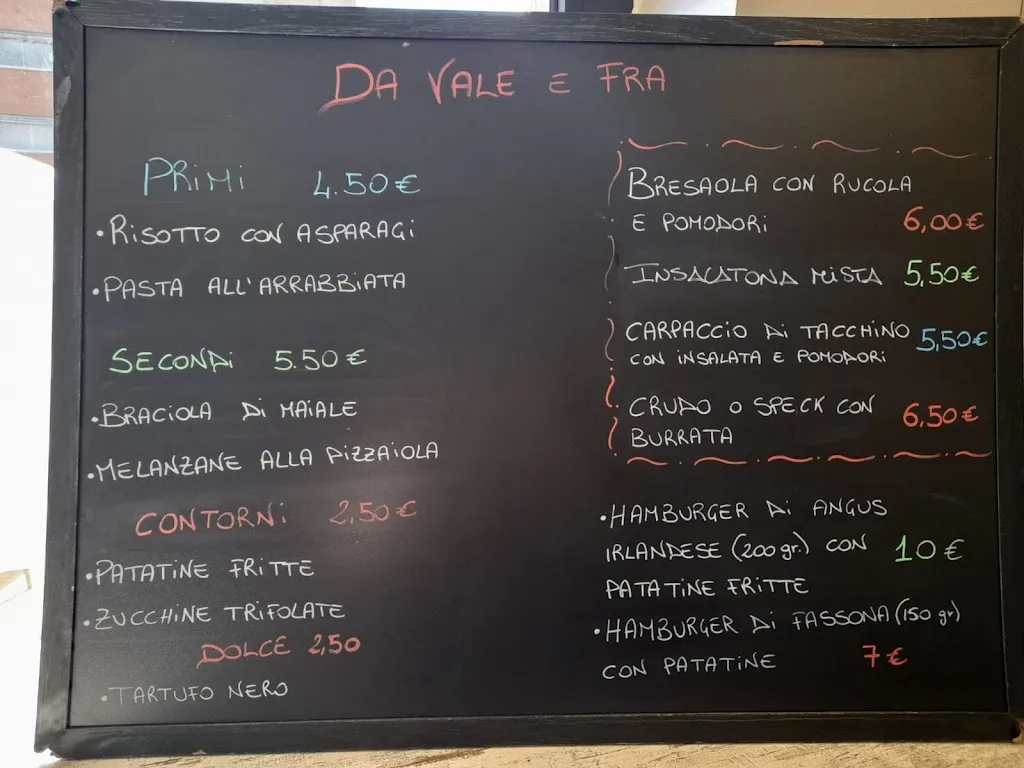 DA VALE E FRA
PRIMI 4.50€
•RISOTTO CON ASPARAGI
•PASTA ALL'ARRABBIATA
SECONDI 5.50€
•BRACIOLA DI MAIALE
•MELANZANE ALLA PIZZAIOLA
CONTORNI 2,50€
•PATATINE FRITTE
•ZUCCHINE TRIFOLATE
DOLCE 2,50
•TARTUFO NERO
BRESAOLA CON RUCOLA
E POMODORI 6,00€
INSALATONA MISTA 5,50€
CARPACCIO DI TACCHINO 5,50€
CON INSALATA E POMODORI
CRUDO O SPECK CON 6,50€
BURRATA
•HAMBURGER DI ANGUS
IRLANDESE (200gr.) CON 10€
PATATINE FRITTE
•HAMBURGER DI FASSONA (150 gr)
CON PATATINE 7€